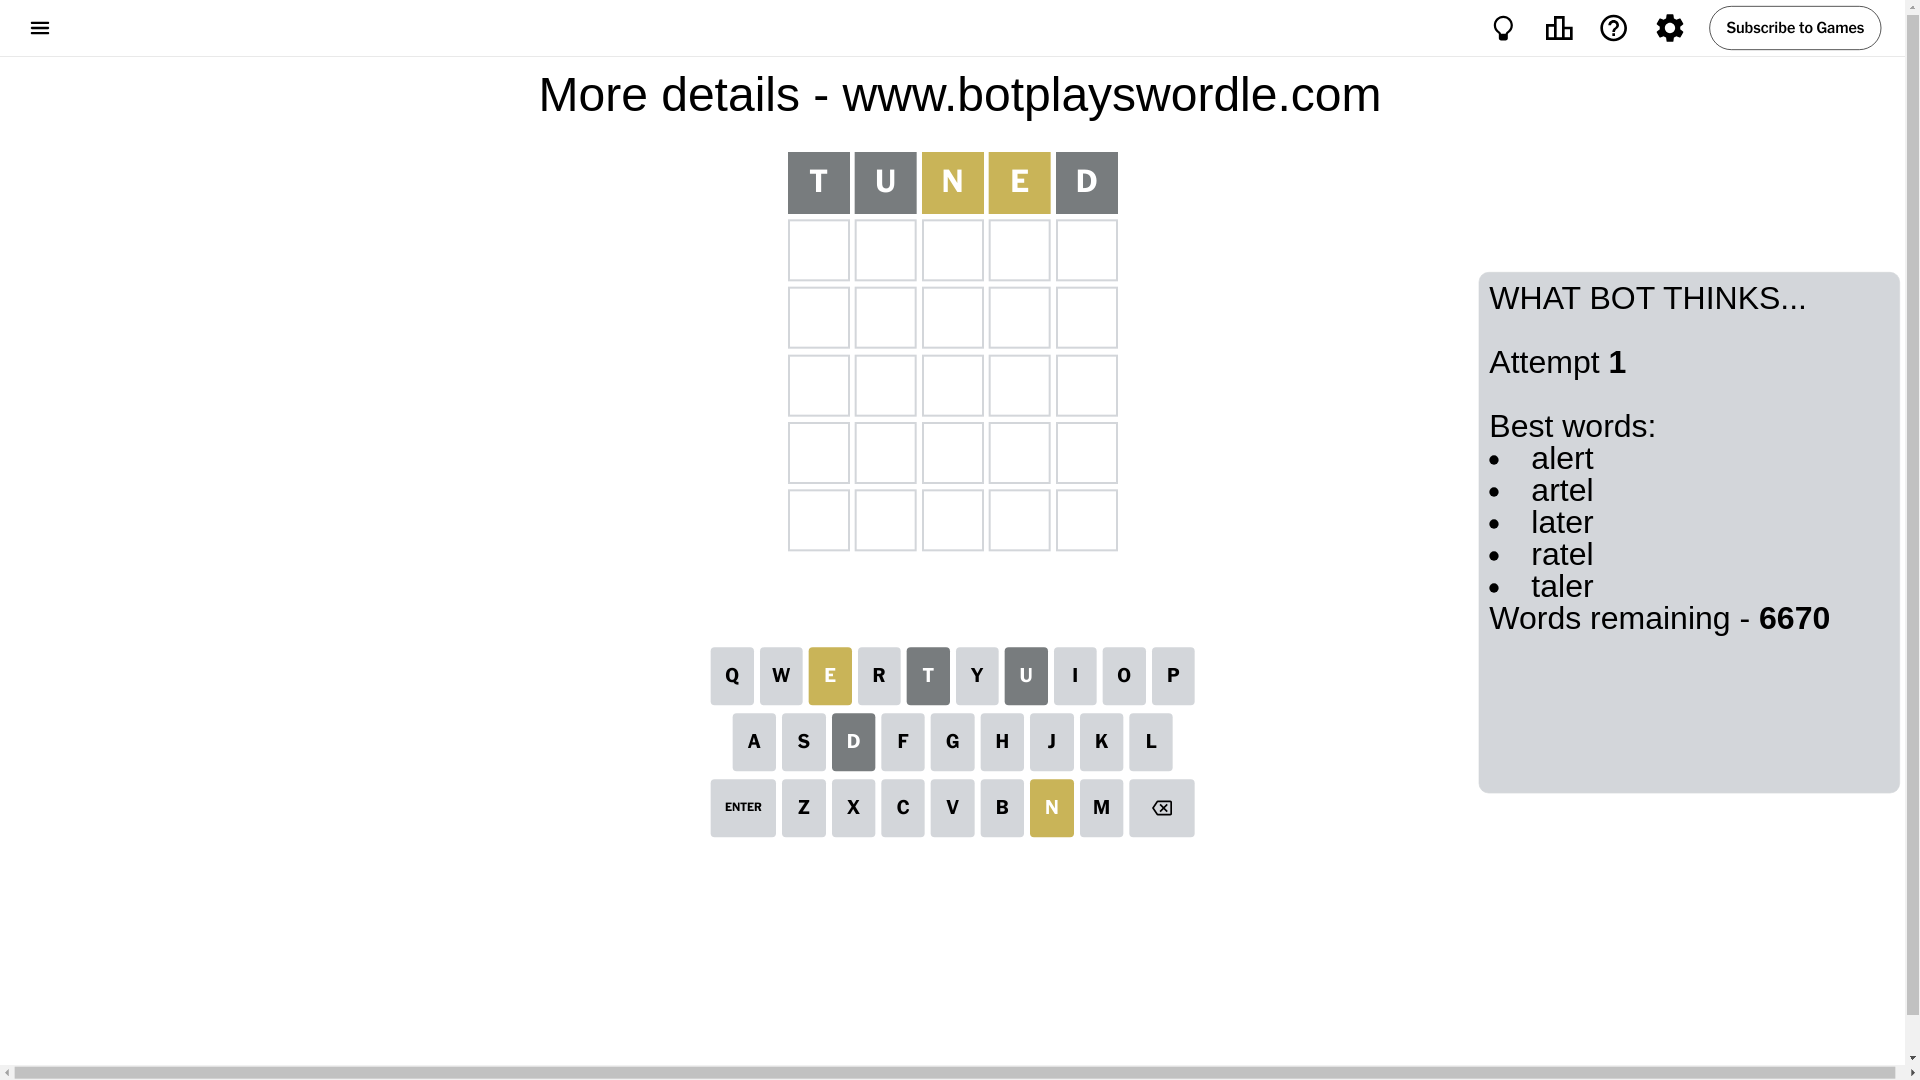 Subscribe to Games
More details - www.botplayswordle.com
T U N E D
WHAT BOT THINKS...
Attempt 1
Best words:
• alert
• artel
• later
• ratel
• taler
Words remaining - 6670
Q W E R T Y U I O P
A S D F G H J K L
ENTER Z X C V B N M